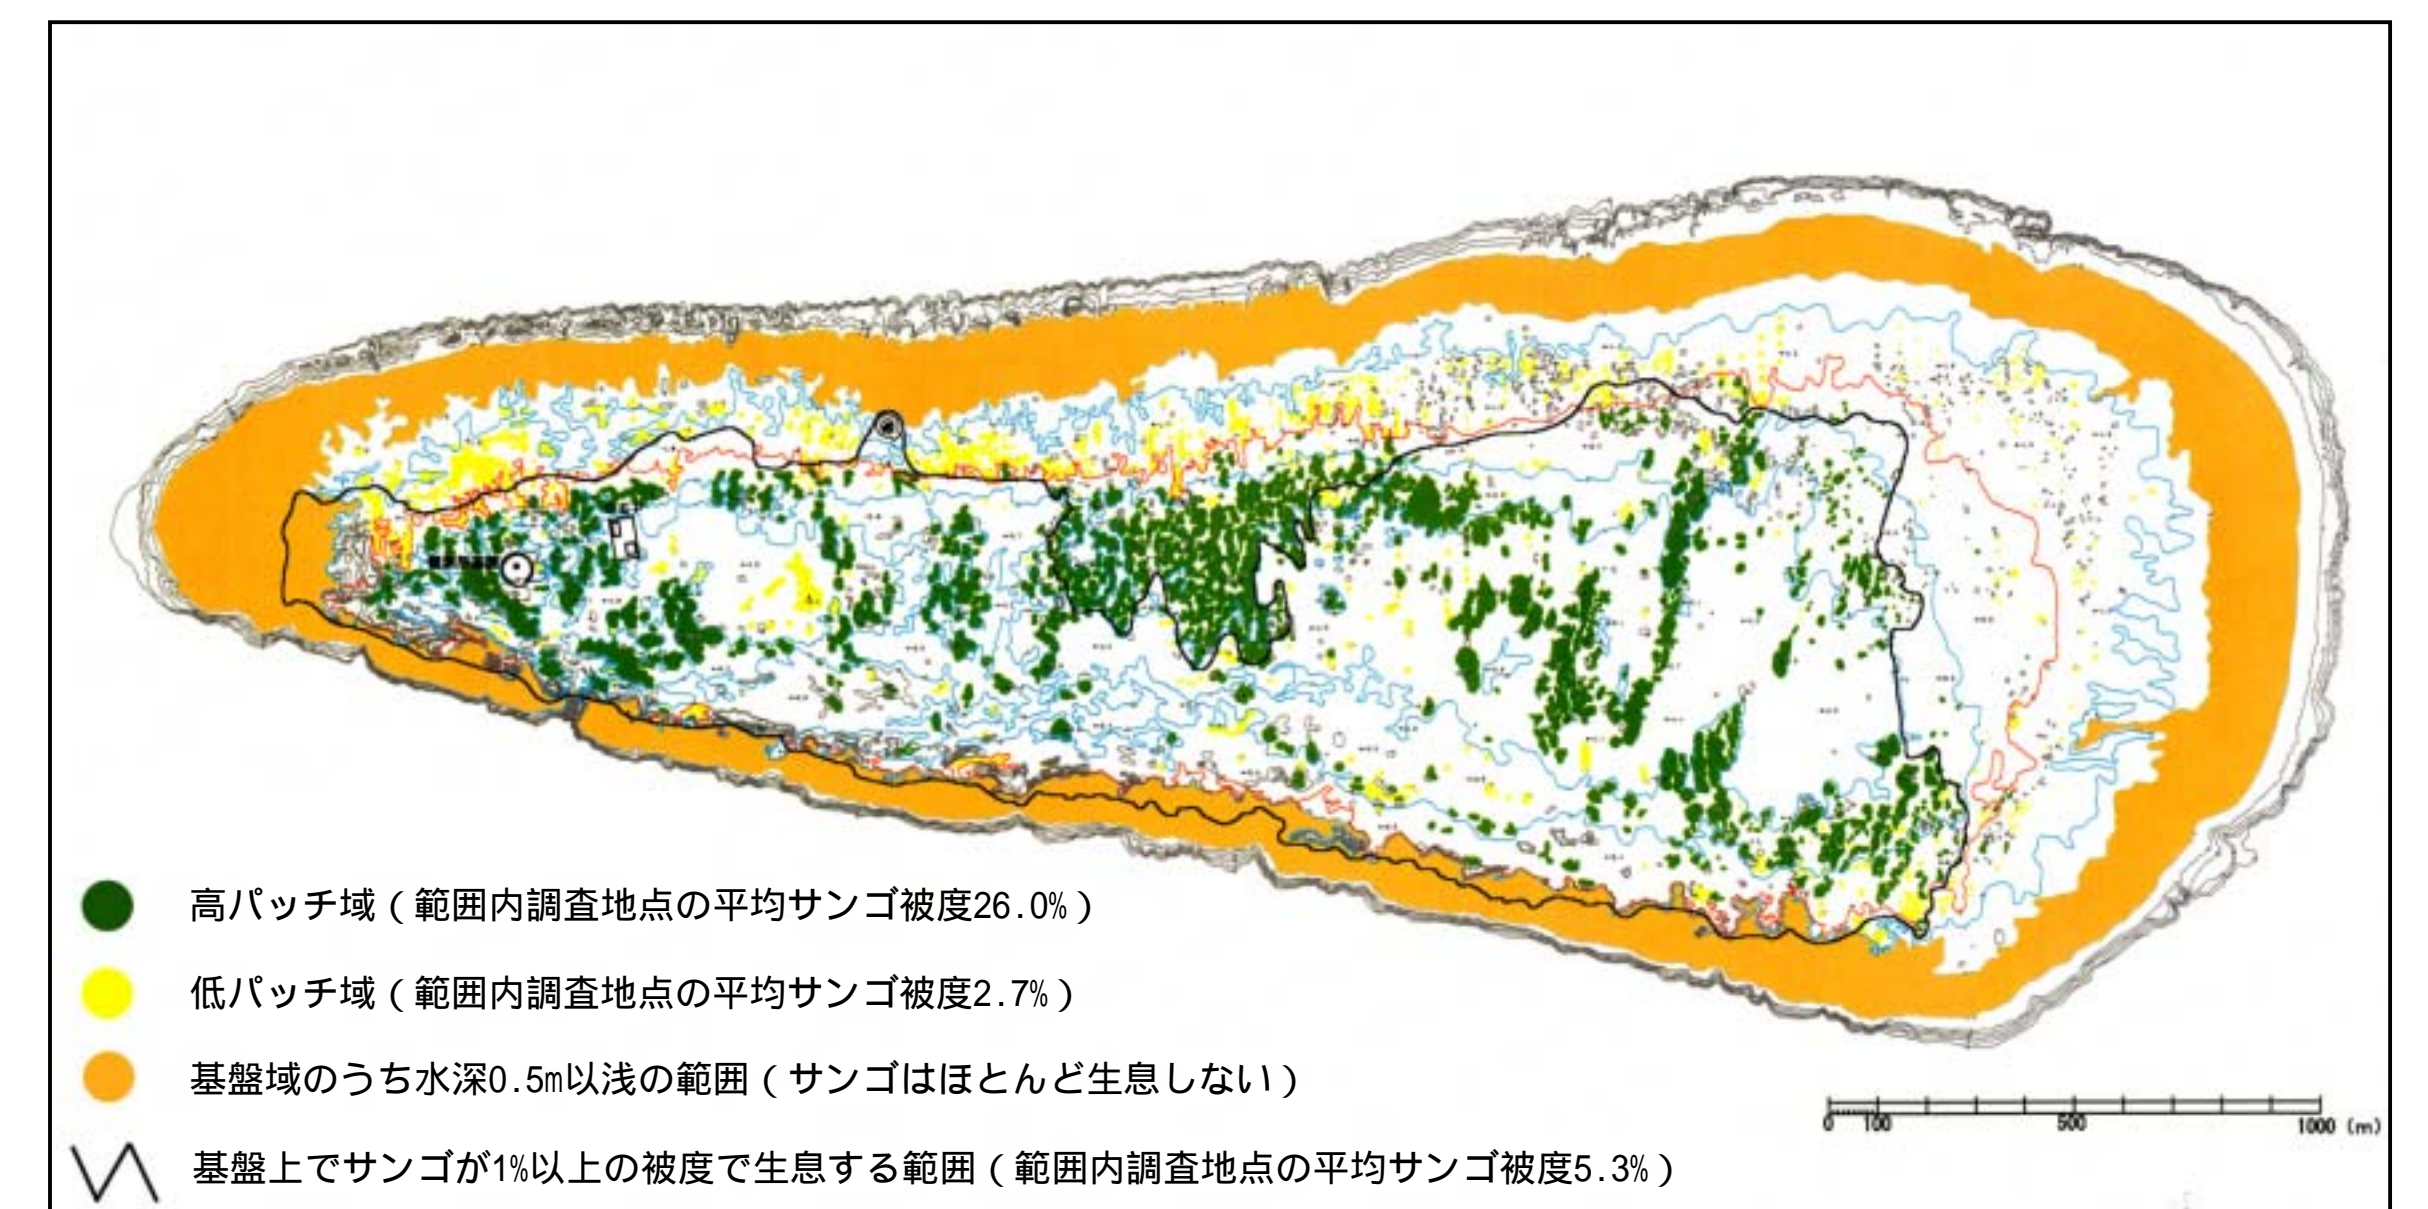 高パッチ域（範囲内調査地点の平均サンゴ被度26.0%）
低パッチ域（範囲内調査地点の平均サンゴ被度2.7%）
基盤域のうち水深0.5m以浅の範囲（サンゴはほとんど生息しない）
0 100 500 1000 (m)
基盤上でサンゴが1%以上の被度で生息する範囲（範囲内調査地点の平均サンゴ被度5.3%）